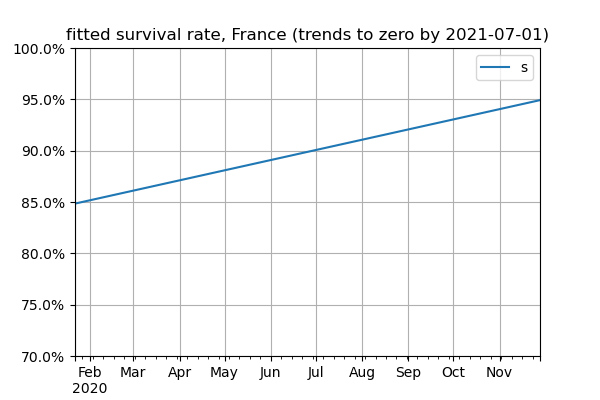 fitted survival rate, France (trends to zero by 2021-07-01)
100.0%
s
95.0%
90.0%
85.0%
80.0%
75.0%
70.0%
Feb Mar Apr May Jun Jul Aug Sep Oct Nov
2020